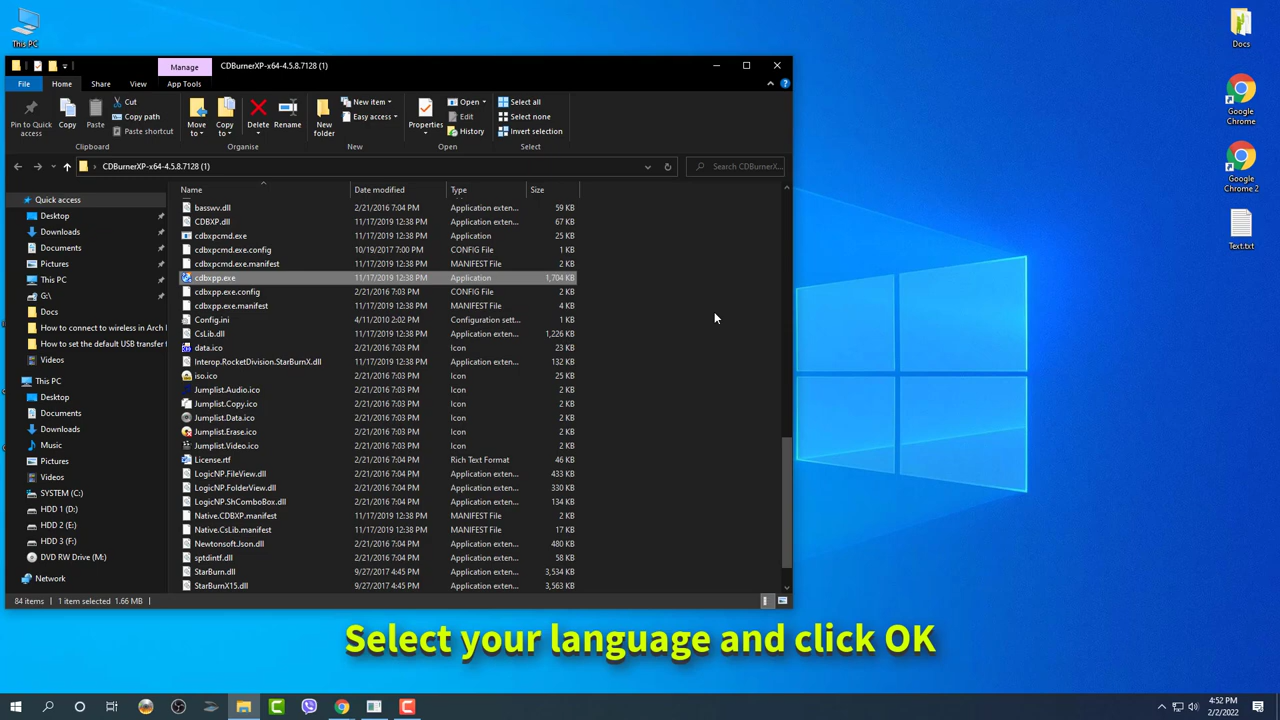 This PC
Docs
Google Chrome
Google Chrome 2
Text.txt
Manage
CDBurnerXP-x64-4.5.8.7128 (1)
File
Home
Share
View
App Tools
Pin to Quick access
Copy
Paste
Cut
Copy path
Paste shortcut
Move to
Copy to
Delete
Rename
New folder
New item
Easy access
Properties
Open
Edit
History
Select all
Select none
Invert selection
Clipboard
Organise
New
Open
Select
CDBurnerXP-x64-4.5.8.7128 (1)
Search CDBurnerX...
Quick access
Desktop
Downloads
Documents
Pictures
This PC
G:\
Docs
How to connect to wireless in Arch
How to set the default USB transfer
Videos
This PC
Desktop
Documents
Downloads
Music
Pictures
Videos
SYSTEM (C:)
HDD 1 (D:)
HDD 2 (E:)
HDD 3 (F:)
DVD RW Drive (M:)
Network
Name Date modified Type Size
basswv.dll 2/21/2016 7:04 PM Application exten... 59 KB
CDBXP.dll 11/17/2019 12:38 PM Application exten... 67 KB
cdbxpcmd.exe 11/17/2019 12:38 PM Application 25 KB
cdbxpcmd.exe.config 10/19/2017 7:00 PM CONFIG File 1 KB
cdbxpcmd.exe.manifest 11/17/2019 12:38 PM MANIFEST File 2 KB
cdbxpp.exe 11/17/2019 12:38 PM Application 1,704 KB
cdbxpp.exe.config 2/21/2016 7:03 PM CONFIG File 2 KB
cdbxpp.exe.manifest 11/17/2019 12:38 PM MANIFEST File 4 KB
Config.ini 4/11/2010 2:02 PM Configuration sett... 1 KB
CsLib.dll 11/17/2019 12:38 PM Application exten... 1,226 KB
data.ico 2/21/2016 7:03 PM Icon 23 KB
Interop.RocketDivision.StarBurnX.dll 11/17/2019 12:38 PM Application exten... 132 KB
iso.ico 2/21/2016 7:03 PM Icon 25 KB
Jumplist.Audio.ico 2/21/2016 7:03 PM Icon 2 KB
Jumplist.Copy.ico 2/21/2016 7:03 PM Icon 2 KB
Jumplist.Data.ico 2/21/2016 7:03 PM Icon 2 KB
Jumplist.Erase.ico 2/21/2016 7:03 PM Icon 2 KB
Jumplist.Video.ico 2/21/2016 7:03 PM Icon 2 KB
License.rtf 2/21/2016 7:03 PM Rich Text Format 46 KB
LogicNP.FileView.dll 2/21/2016 7:04 PM Application exten... 433 KB
LogicNP.FolderView.dll 2/21/2016 7:04 PM Application exten... 330 KB
LogicNP.ShComboBox.dll 2/21/2016 7:04 PM Application exten... 134 KB
Native.CDBXP.manifest 11/17/2019 12:38 PM MANIFEST File 2 KB
Native.CsLib.manifest 11/17/2019 12:38 PM MANIFEST File 17 KB
Newtonsoft.Json.dll 2/21/2016 7:04 PM Application exten... 480 KB
sptdintf.dll 2/21/2016 7:04 PM Application exten... 58 KB
StarBurn.dll 9/27/2017 4:45 PM Application exten... 3,534 KB
StarBurnX15.dll 9/27/2017 4:45 PM Application exten... 3,563 KB
84 items 1 item selected 1.66 MB
Select your language and click OK
4:52 PM
2/2/2022